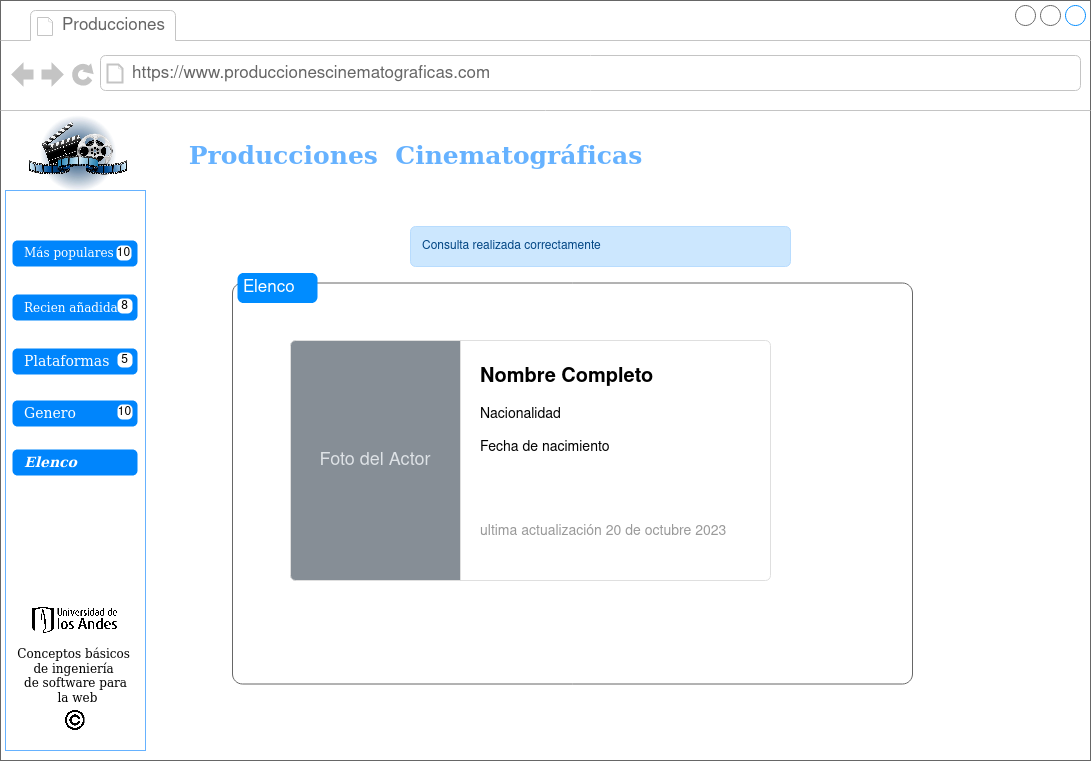 Producciones
https://www.produccionescinematograficas.com
Producciones Cinematográficas
Consulta realizada correctamente
Elenco
Más populares 10
Recien añadida 8
Plataformas 5
Genero 10
Elenco
Foto del Actor
Nombre Completo
Nacionalidad
Fecha de nacimiento
ultima actualización 20 de octubre 2023
Universidad de
los Andes
Conceptos básicos
de ingeniería
de software para
la web
©